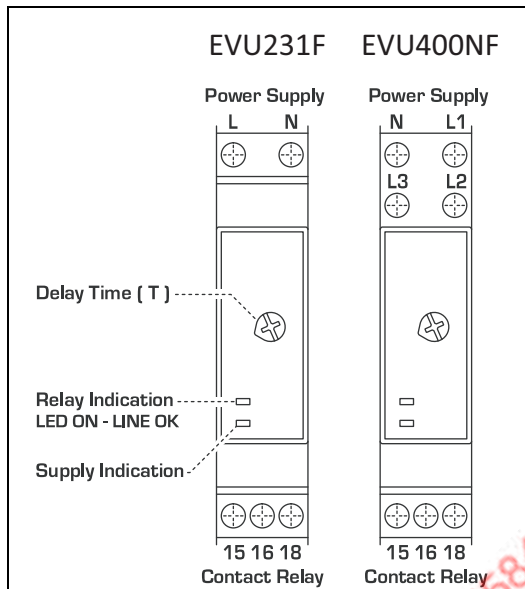 EVU231F EVU400NF
Power Supply Power Supply
L N N L1
L3 L2
Delay Time ( T )
Relay Indication
LED ON - LINE OK
Supply Indication
15 16 18 15 16 18
Contact Relay Contact Relay